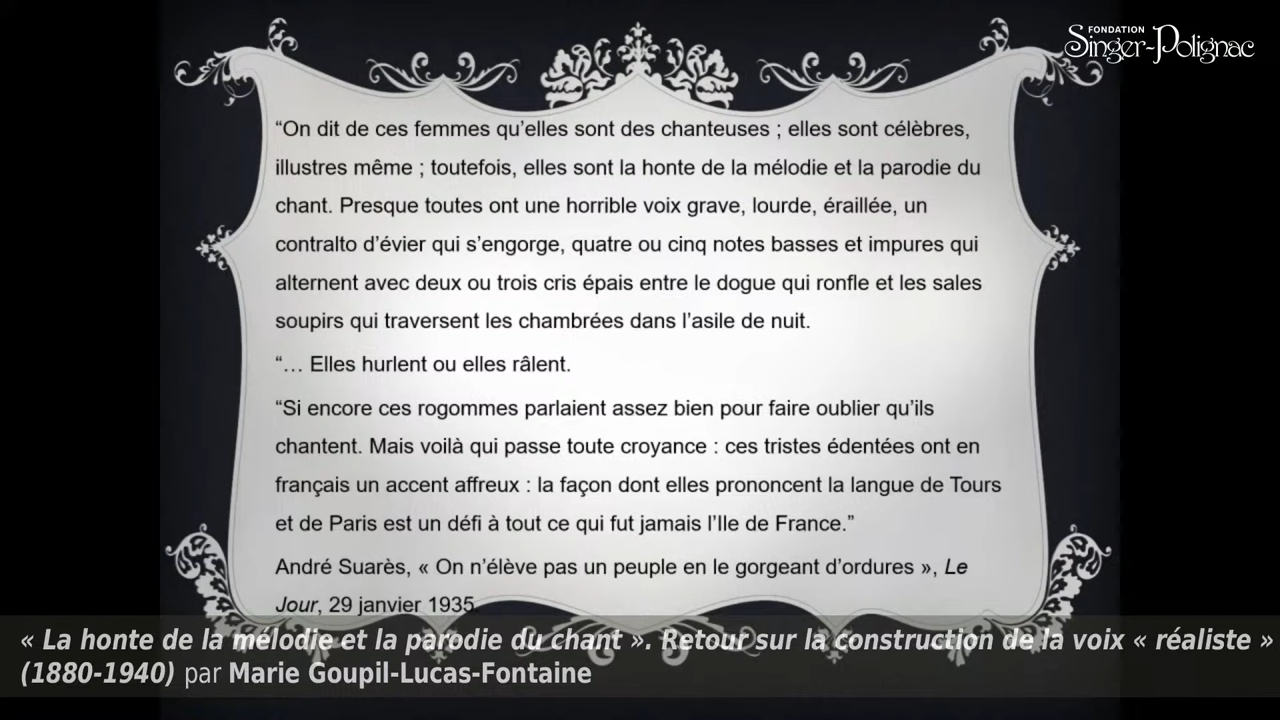 FONDATION
Singer-Polignac
“On dit de ces femmes qu’elles sont des chanteuses ; elles sont célèbres,
illustres même ; toutefois, elles sont la honte de la mélodie et la parodie du
chant. Presque toutes ont une horrible voix grave, lourde, éraillée, un
contralto d’évier qui s’engorge, quatre ou cinq notes basses et impures qui
alternent avec deux ou trois cris épais entre le dogue qui ronfle et les sales
soupirs qui traversent les chambrées dans l’asile de nuit.
“… Elles hurlent ou elles râlent.
“Si encore ces rogommes parlaient assez bien pour faire oublier qu’ils
chantent. Mais voilà qui passe toute croyance : ces tristes édentées ont en
français un accent affreux : la façon dont elles prononcent la langue de Tours
et de Paris est un défi à tout ce qui fut jamais l’Ile de France.”
André Suarès, « On n’élève pas un peuple en le gorgeant d’ordures », Le
Jour, 29 janvier 1935.
« La honte de la mélodie et la parodie du chant ». Retour sur la construction de la voix « réaliste »
(1880-1940) par Marie Goupil-Lucas-Fontaine